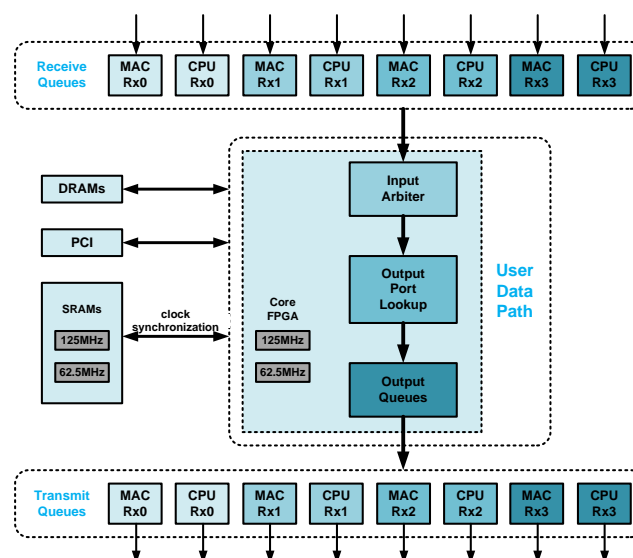 Receive
Queues
MAC
Rx0
CPU
Rx0
MAC
Rx1
CPU
Rx1
MAC
Rx2
CPU
Rx2
MAC
Rx3
CPU
Rx3
DRAMs
PCI
SRAMs
125MHz
62.5MHz
clock
synchronization
Core
FPGA
125MHz
62.5MHz
Input
Arbiter
Output
Port
Lookup
Output
Queues
User
Data
Path
Transmit
Queues
MAC
Rx0
CPU
Rx0
MAC
Rx1
CPU
Rx1
MAC
Rx2
CPU
Rx2
MAC
Rx3
CPU
Rx3